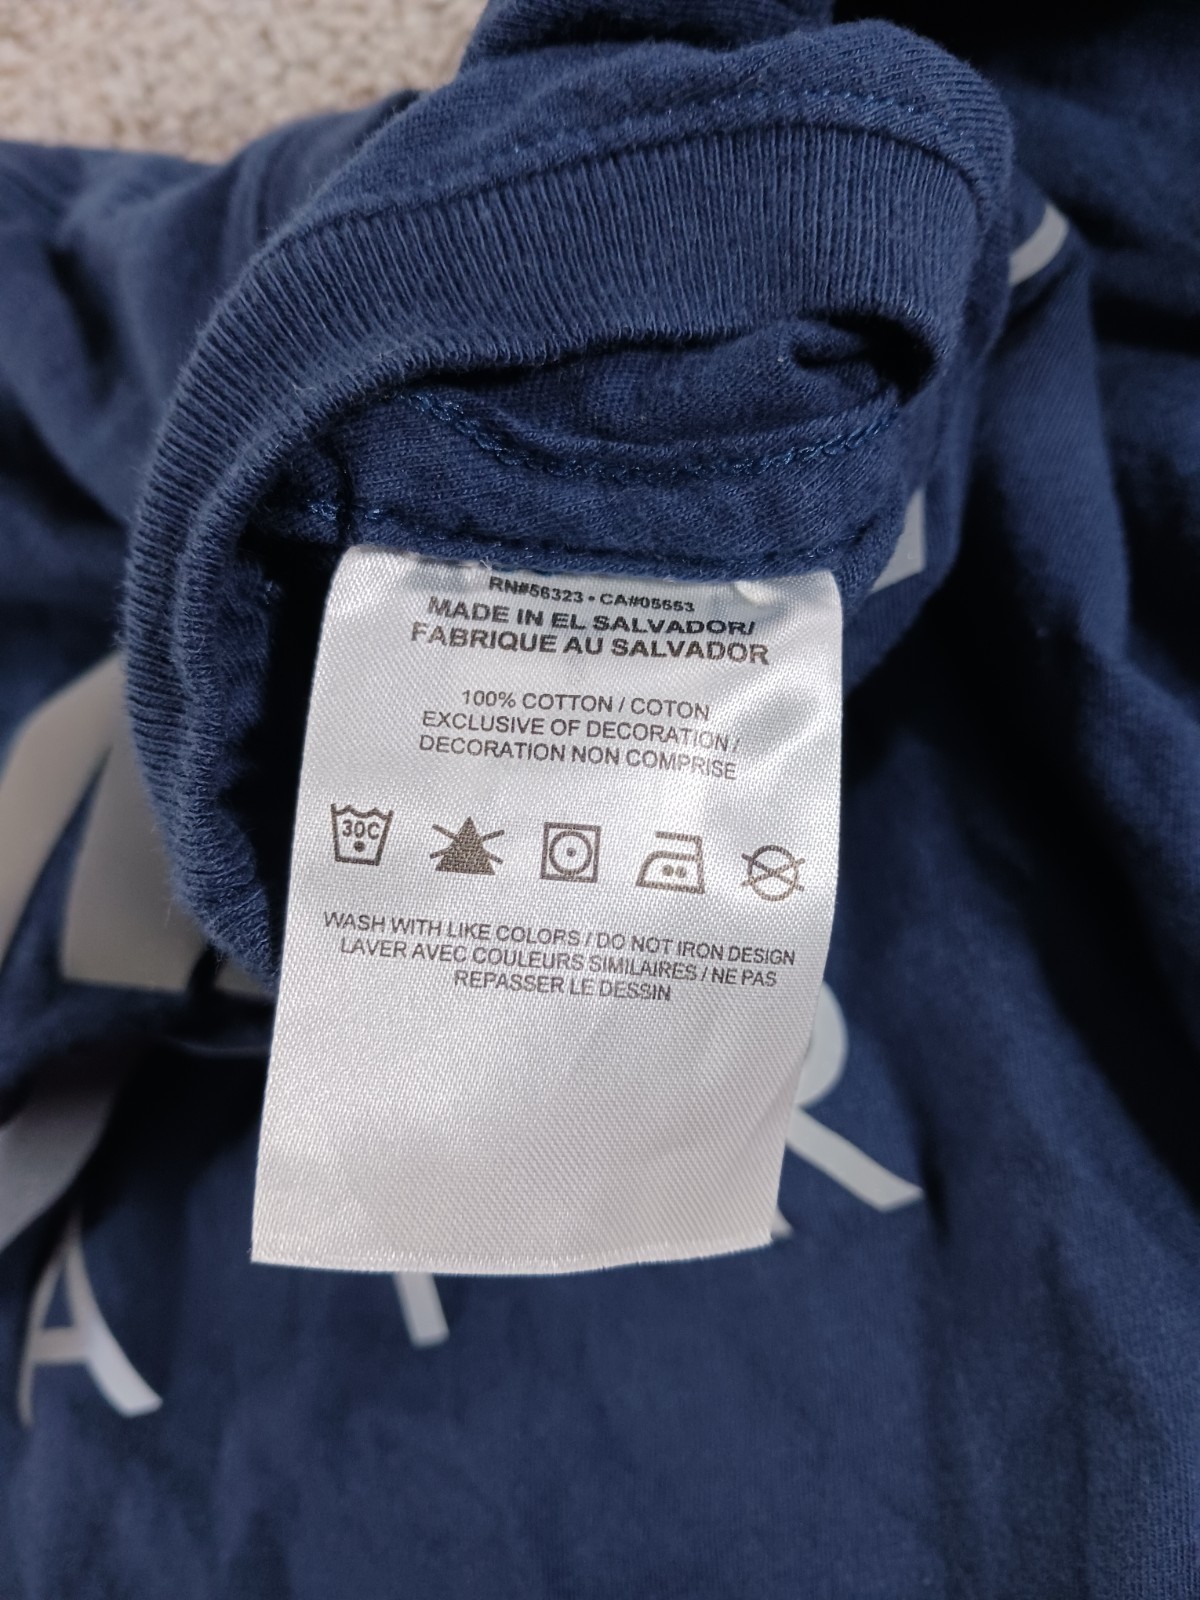 RN#56323 • CA#05653
MADE IN EL SALVADOR/
FABRIQUE AU SALVADOR
100% COTTON / COTON
EXCLUSIVE OF DECORATION /
DECORATION NON COMPRISE
30C
WASH WITH LIKE COLORS / DO NOT IRON DESIGN
LAVER AVEC COULEURS SIMILAIRES / NE PAS
REPASSER LE DESSIN